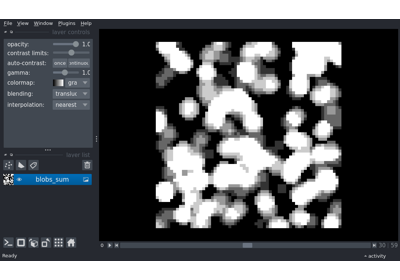 File View Window Plugins Help
layer controls
opacity: 1.0
contrast limits:
auto-contrast: once continuous
gamma: 1.0
colormap: gray
blending: translu
interpolation: nearest
layer list
blobs_sum
0 30 59
Ready activity